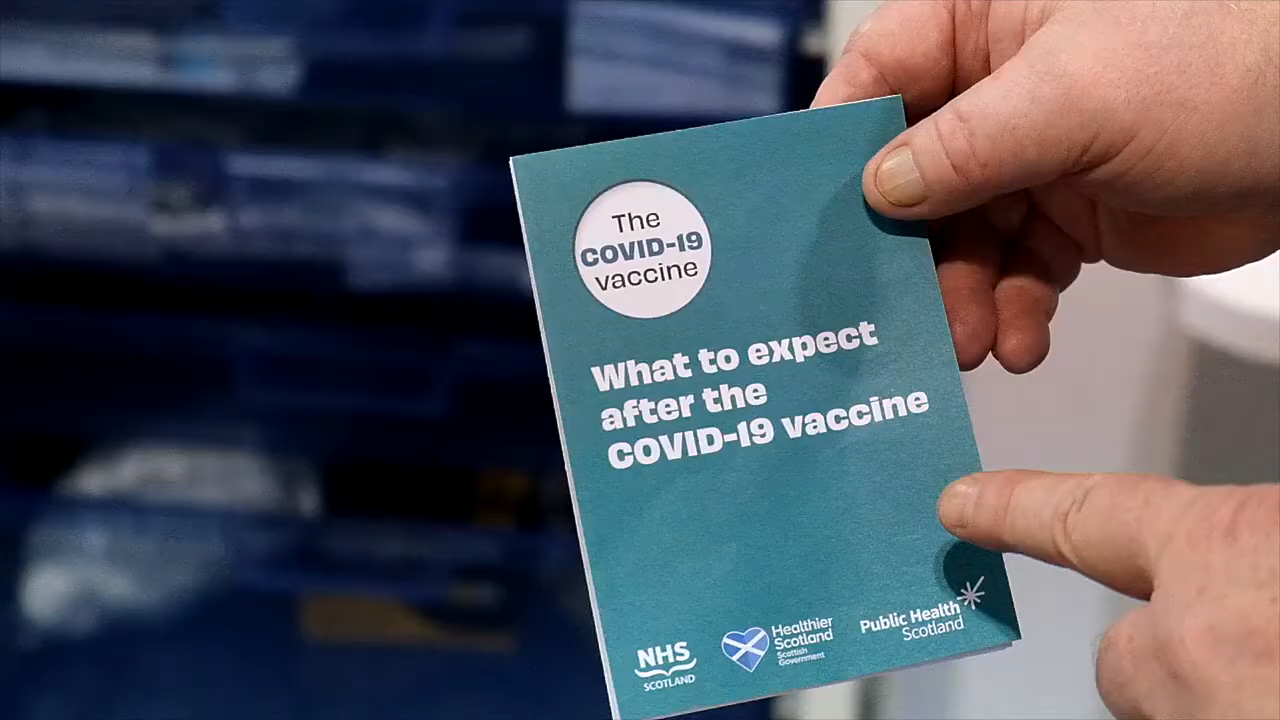 The
COVID-19
vaccine
What to expect
after the
COVID-19 vaccine
NHS
SCOTLAND
Healthier
Scotland
Scottish
Government
Public Health
Scotland